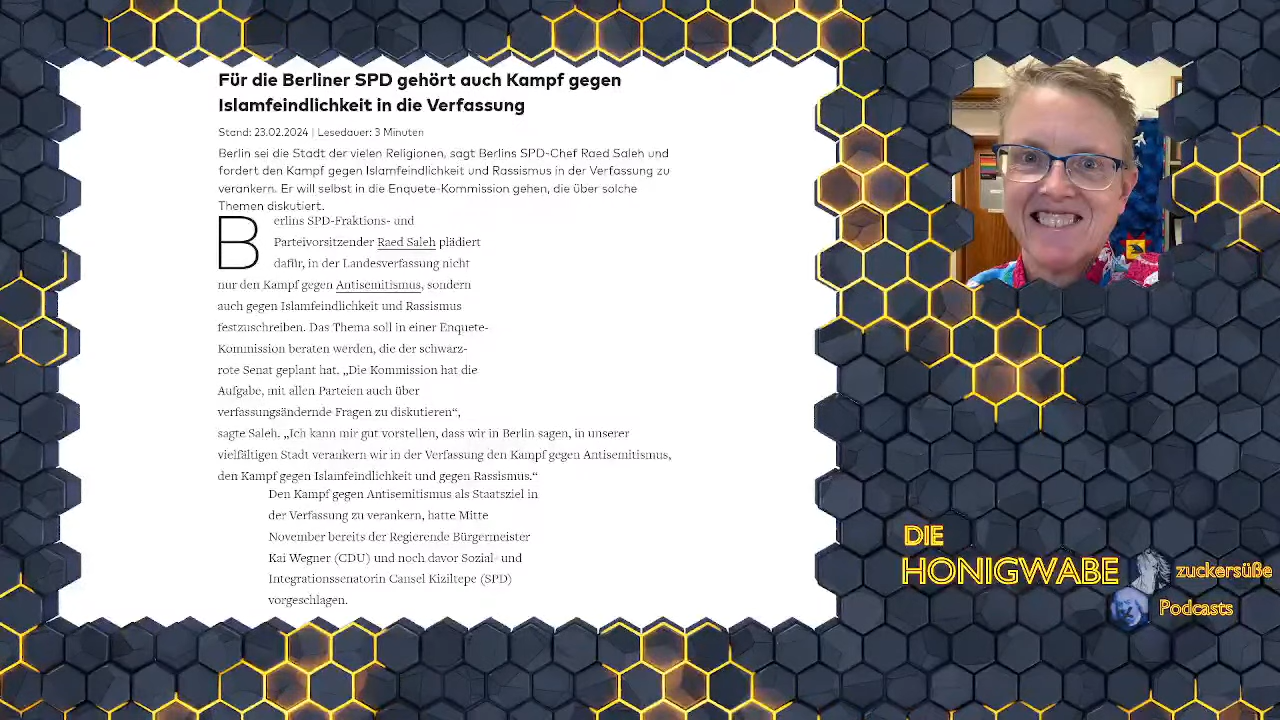 Für die Berliner SPD gehört auch Kampf gegen
Islamfeindlichkeit in die Verfassung
Stand: 23.02.2024 | Lesedauer: 3 Minuten
Berlin sei die Stadt der vielen Religionen, sagt Berlins SPD-Chef Raed Saleh und
fordert den Kampf gegen Islamfeindlichkeit und Rassismus in der Verfassung zu
verankern. Er will selbst in die Enquete-Kommission gehen, die über solche
Themen diskutiert.
Berlins SPD-Fraktions- und
Parteivorsitzender Raed Saleh plädiert
dafür, in der Landesverfassung nicht
nur den Kampf gegen Antisemitismus, sondern
auch gegen Islamfeindlichkeit und Rassismus
festzuschreiben. Das Thema soll in einer Enquete-
Kommission beraten werden, die der schwarz-
rote Senat geplant hat. „Die Kommission hat die
Aufgabe, mit allen Parteien auch über
verfassungsändernde Fragen zu diskutieren“,
sagte Saleh. „Ich kann mir gut vorstellen, dass wir in Berlin sagen, in unserer
vielfältigen Stadt verankern wir in der Verfassung den Kampf gegen Antisemitismus,
den Kampf gegen Islamfeindlichkeit und gegen Rassismus.“
Den Kampf gegen Antisemitismus als Staatsziel in
der Verfassung zu verankern, hatte Mitte
November bereits der Regierende Bürgermeister
Kai Wegner (CDU) und noch davor Sozial- und
Integrationssenatorin Cansel Kiziltepe (SPD)
vorgeschlagen.
DIE
HONIGWABE
zuckersüße
Podcasts